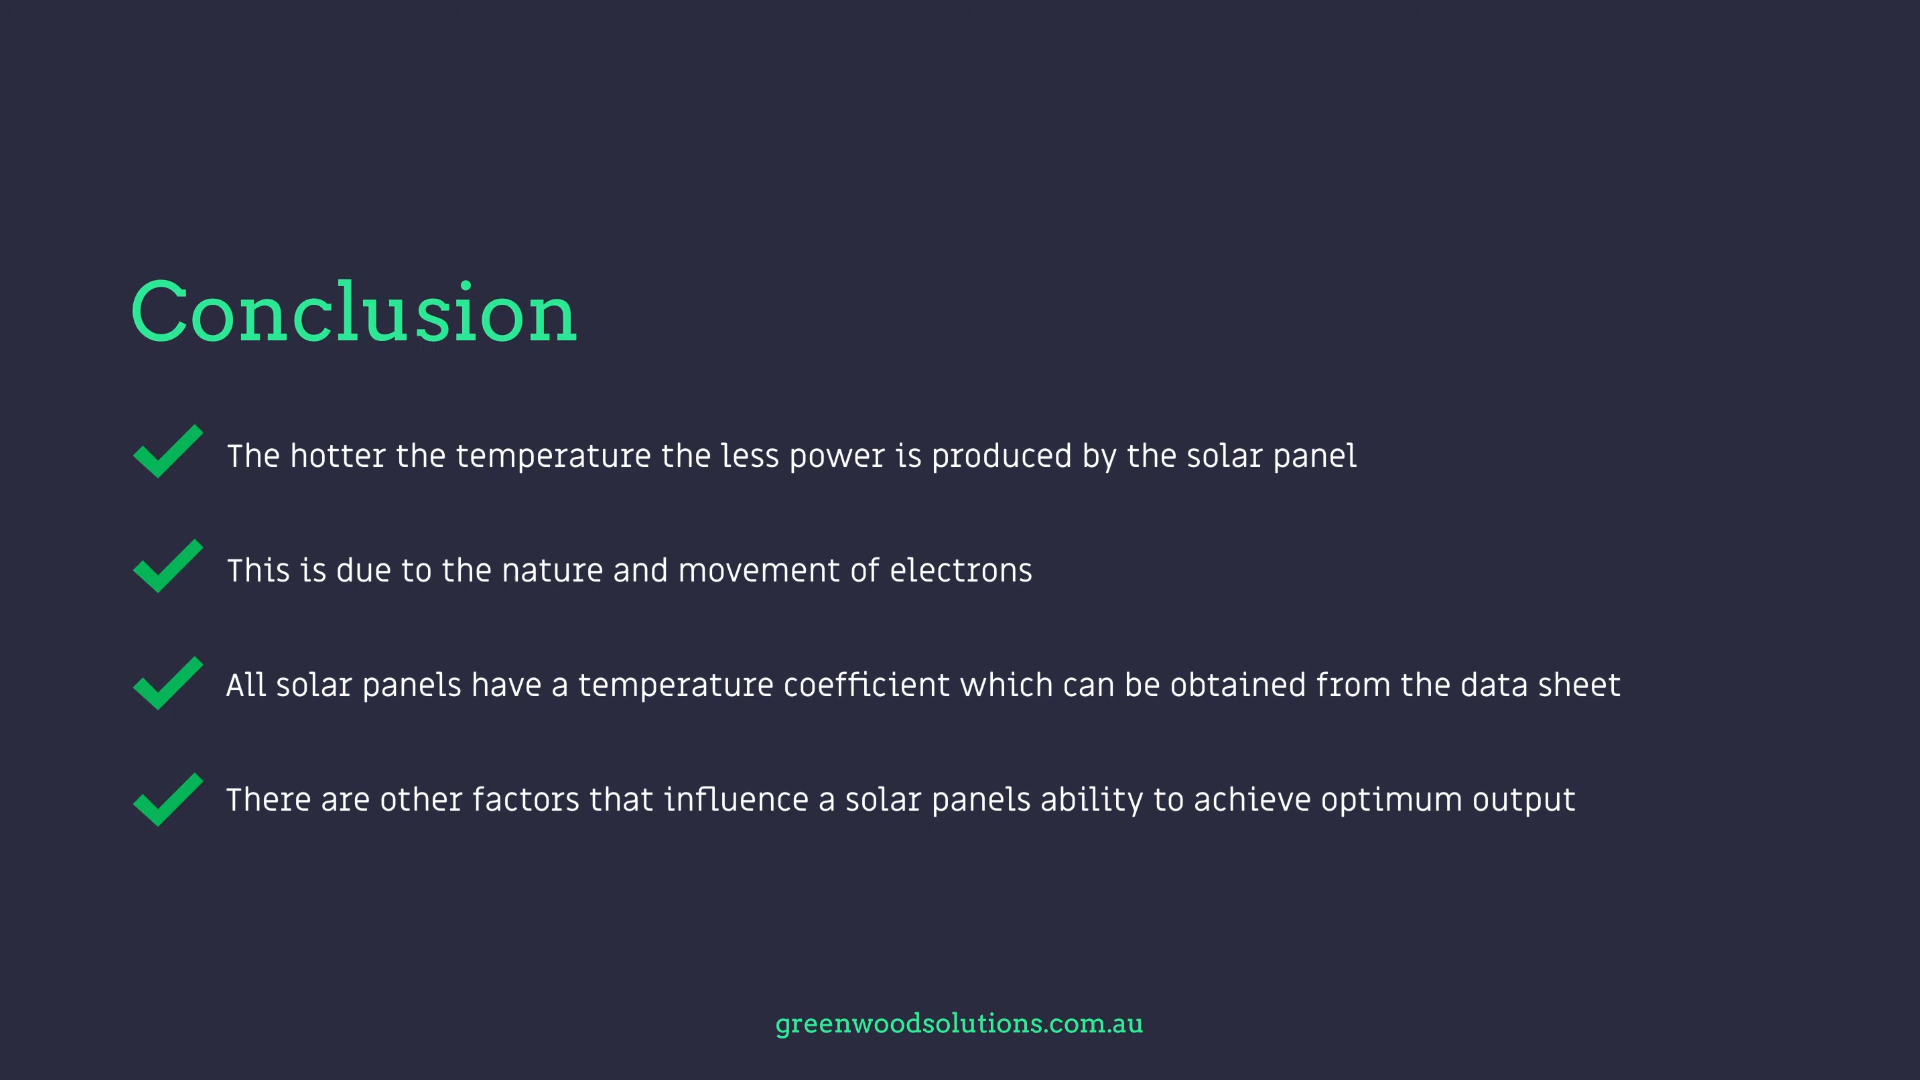 Conclusion
The hotter the temperature the less power is produced by the solar panel
This is due to the nature and movement of electrons
All solar panels have a temperature coefficient which can be obtained from the data sheet
There are other factors that influence a solar panels ability to achieve optimum output
greenwoodsolutions.com.au